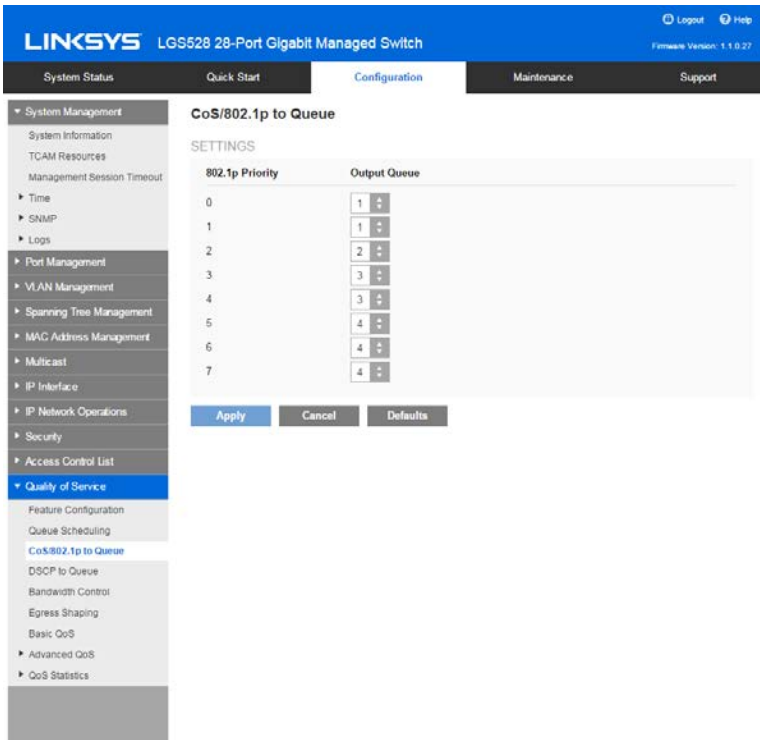 Logout Help
LINKSYS LGS528 28-Port Gigabit Managed Switch
Firmware Version: 1.1.0.27
System Status Quick Start Configuration Maintenance Support
System Management
System Information
TCAM Resources
Management Session Timeout
Time
SNMP
Logs
Port Management
VLAN Management
Spanning Tree Management
MAC Address Management
Multicast
IP Interface
IP Network Operations
Security
Access Control List
Quality of Service
Feature Configuration
Queue Scheduling
CoS/802.1p to Queue
DSCP to Queue
Bandwidth Control
Egress Shaping
Basic QoS
Advanced QoS
QoS Statistics
CoS/802.1p to Queue
SETTINGS
802.1p Priority Output Queue
0 1
1 1
2 2
3 3
4 3
5 4
6 4
7 4
Apply Cancel Defaults